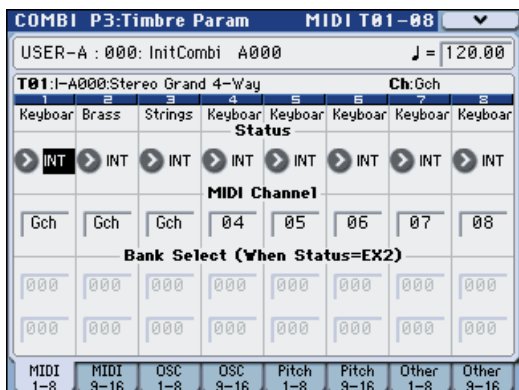 COMBI P3:Timbre Param MIDI T01-08
USER-A : 000: InitCombi A000 ♩ = 120.00
T01:I-A000:Stereo Grand 4-Way Ch:Gch
1 2 3 4 5 6 7 8
Keyboar Brass Strings Keyboar Keyboar Keyboar Keyboar Keyboar
Status
INT INT INT INT INT INT INT INT
MIDI Channel
Gch Gch Gch 04 05 06 07 08
Bank Select (When Status=EX2)
000 000 000 000 000 000 000 000
000 000 000 000 000 000 000 000
MIDI 1-8 MIDI 9-16 OSC 1-8 OSC 9-16 Pitch 1-8 Pitch 9-16 Other 1-8 Other 9-16